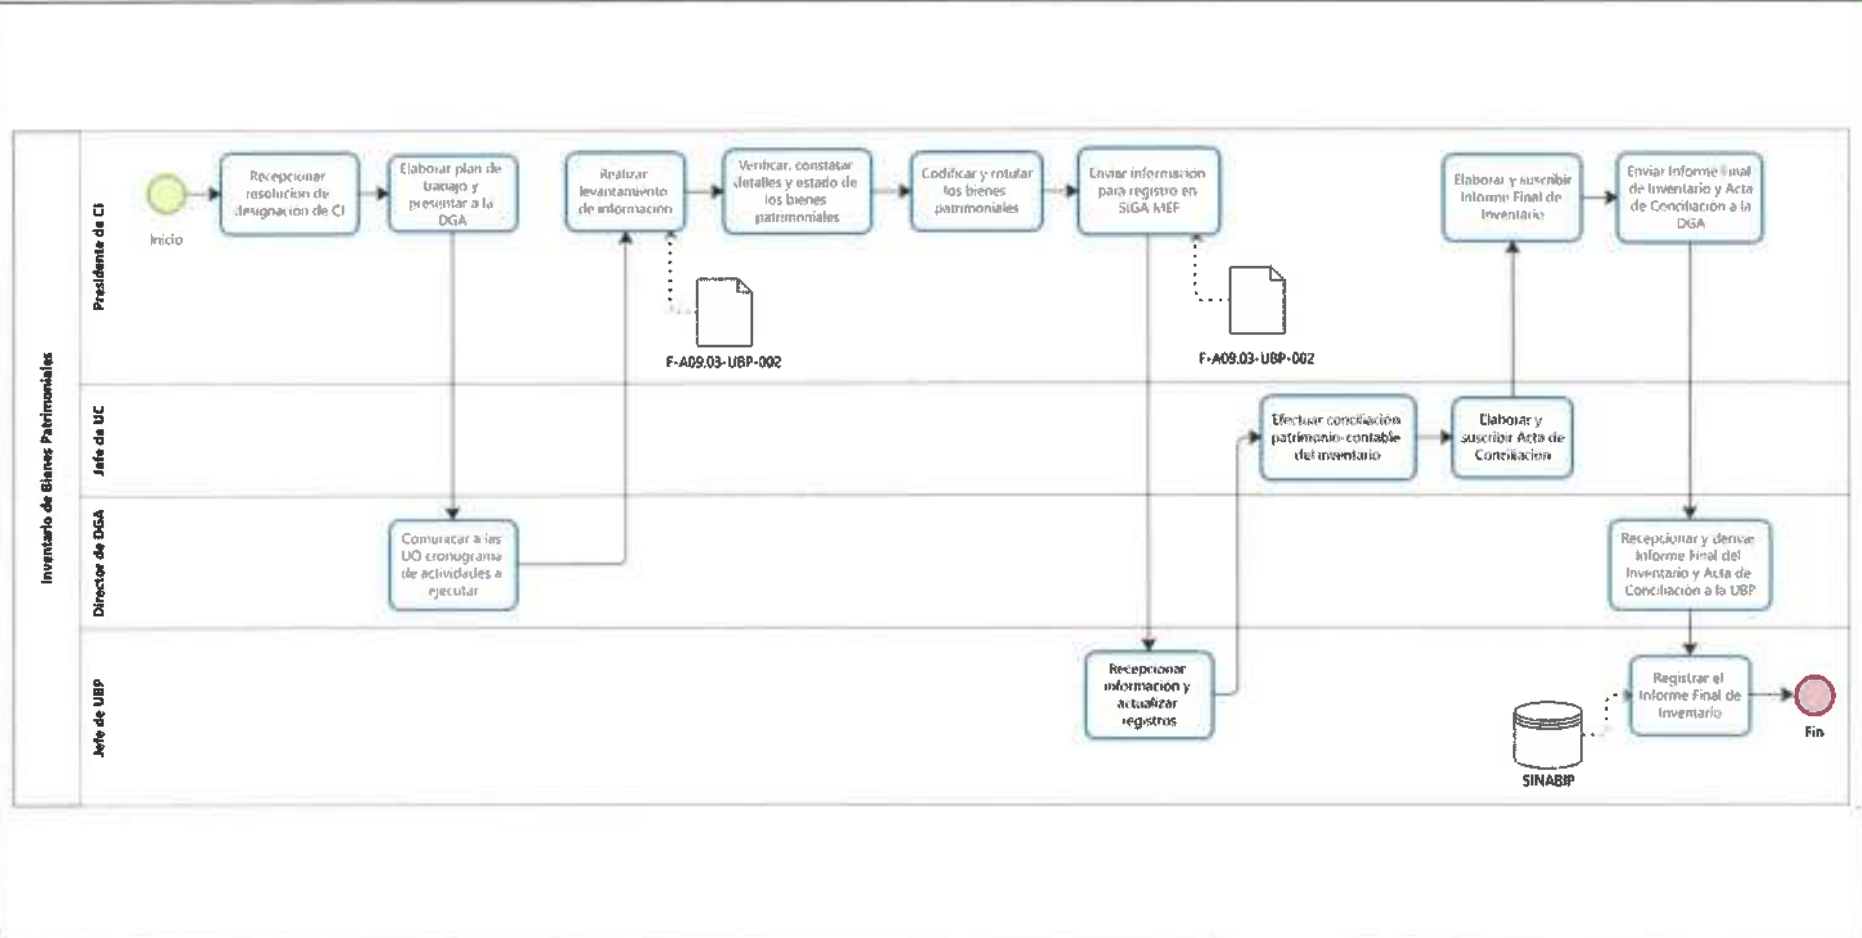 Inventario de Bienes Patrimoniales
Presidente de CI
Inicio
Recepcionar
resolución de
designación de CI
Elaborar plan de
trabajo y
presentar a la
DGA
Realizar
levantamiento
de información
F-A09.03-UBP-002
Verificar, constatar
detalles y estado de
los bienes
patrimoniales
Codificar y rotular
los bienes
patrimoniales
Enviar información
para registro en
SIGA MEF
F-A09.03-UBP-002
Elaborar y suscribir
Informe Final de
Inventario
Enviar Informe Final
de Inventario y Acta
de Conciliación a la
DGA
Jefe de UC
Efectuar conciliación
patrimonio-contable
del inventario
Elaborar y
suscribir Acta de
Conciliación
Director de DGA
Comunicar a las
UO cronograma
de actividades a
ejecutar
Recepcionar y derivar
Informe Final del
Inventario y Acta de
Conciliación a la UBP
Jefe de UBP
Recepcionar
información y
actualizar
registros
SINABIP
Registrar el
Informe Final de
Inventario
Fin